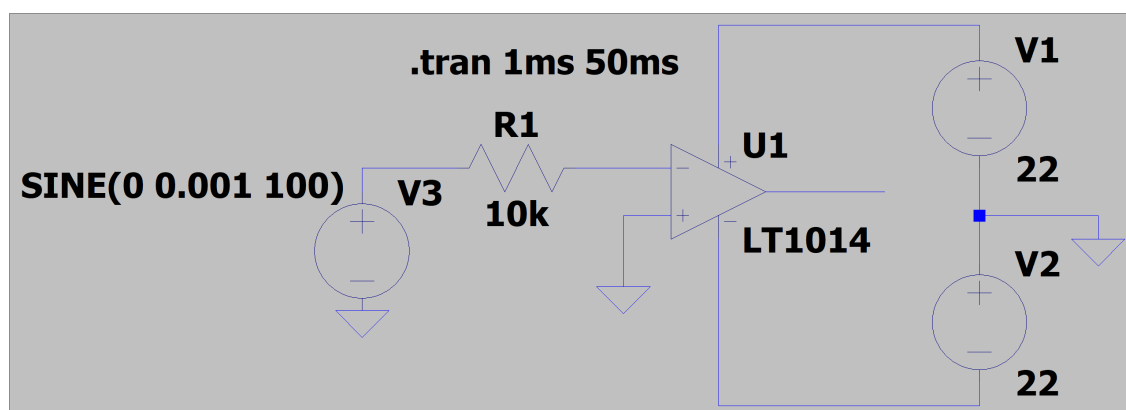 .tran 1ms 50ms
V1
R1
U1
SINE(0 0.001 100)
V3
22
10k
LT1014
V2
22